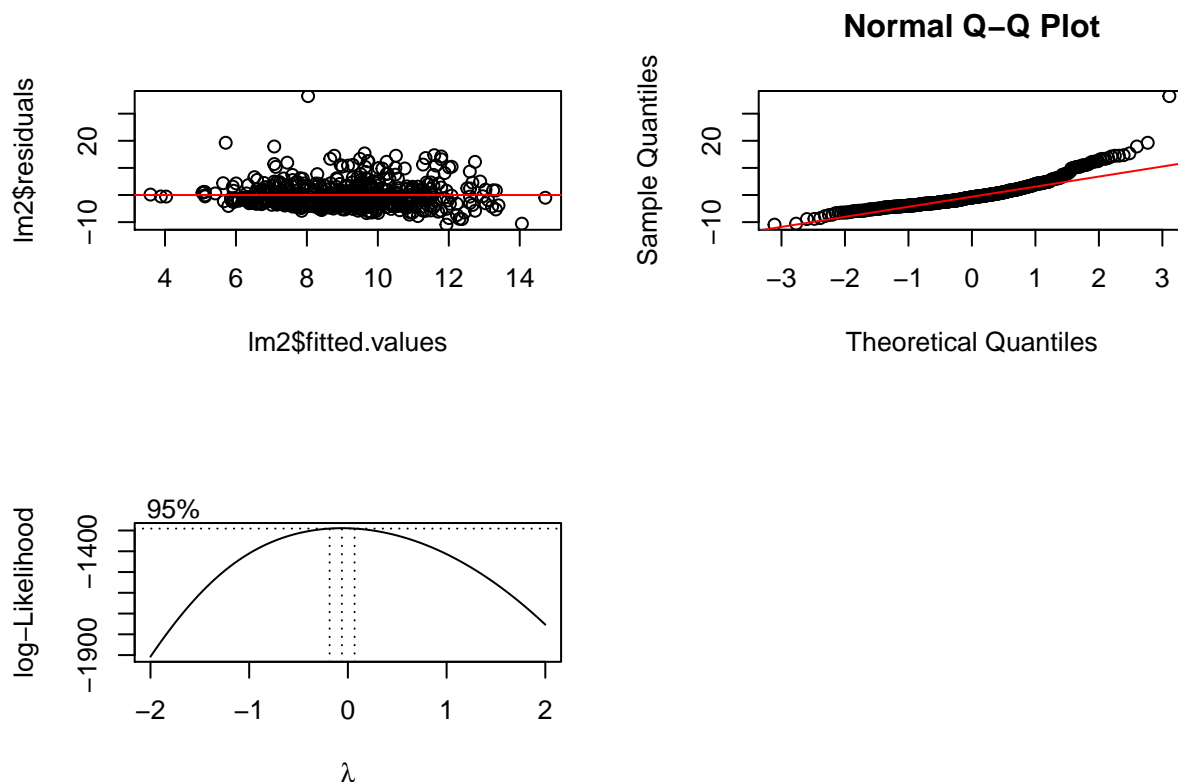 lm2$residuals
20
−10
4 6 8 10 12 14
lm2$fitted.values
Normal Q−Q Plot
Sample Quantiles
20
−10
−3 −2 −1 0 1 2 3
Theoretical Quantiles
log−Likelihood
−1400
−1900
95%
−2 −1 0 1 2
λ